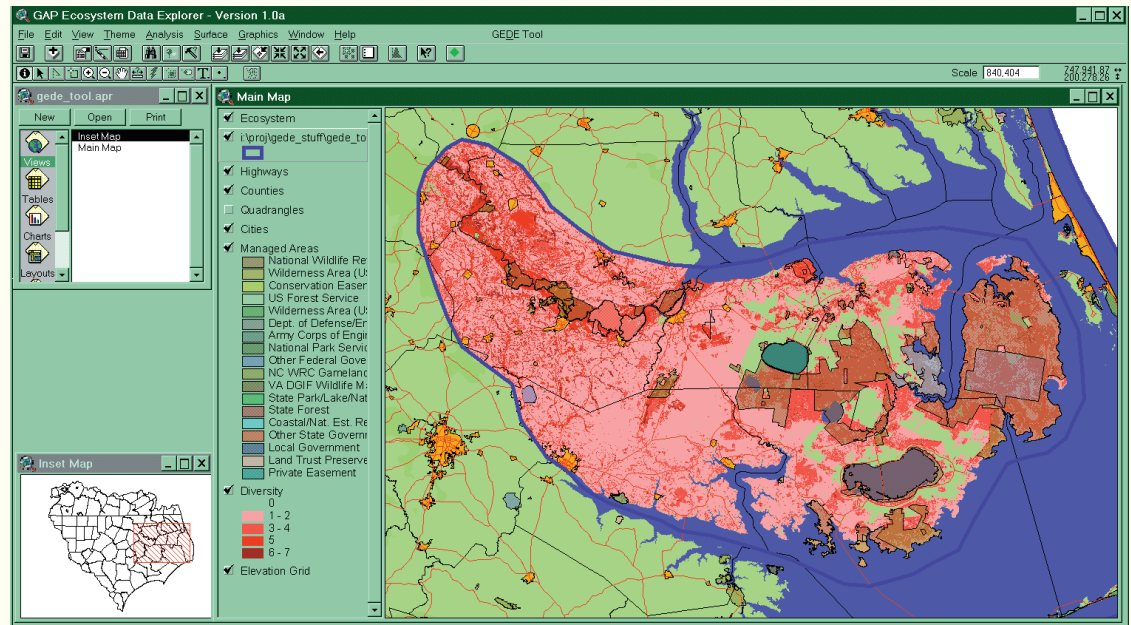 GAP Ecosystem Data Explorer - Version 1.0a
File Edit View Theme Analysis Surface Graphics Window Help GEDE Tool
Scale 840,404 747,941.87
200,278.26
gede_tool.apr
New Open Print
Views
Tables
Charts
Layouts
Inset Map
Main Map
Main Map
Ecosystem
i:\proj\gede_stuff\gede_to
Highways
Counties
Quadrangles
Cities
Managed Areas
National Wildlife Re
Wilderness Area (U
Conservation Easer
US Forest Service
Wilderness Area (U
Dept. of Defense/Er
Army Corps of Engir
National Park Servic
Other Federal Gove
NC WRC Gameland
VA DGIF Wildlife M
State Park/Lake/Nat
State Forest
Coastal/Nat. Est. Re
Other State Governr
Local Government
Land Trust Preserve
Private Easement
Diversity
0
1 - 2
3 - 4
5
6 - 7
Elevation Grid
Inset Map